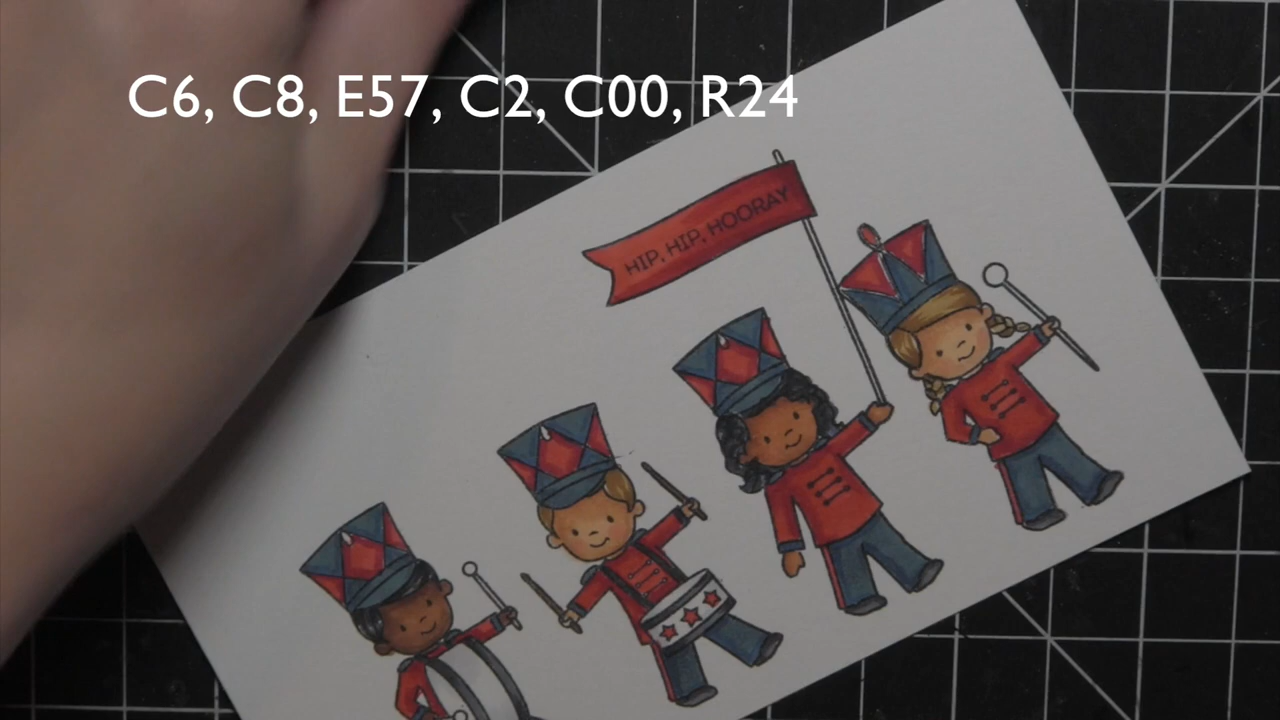 C6, C8, E57, C2, C00, R24
HIP, HIP, HOORAY